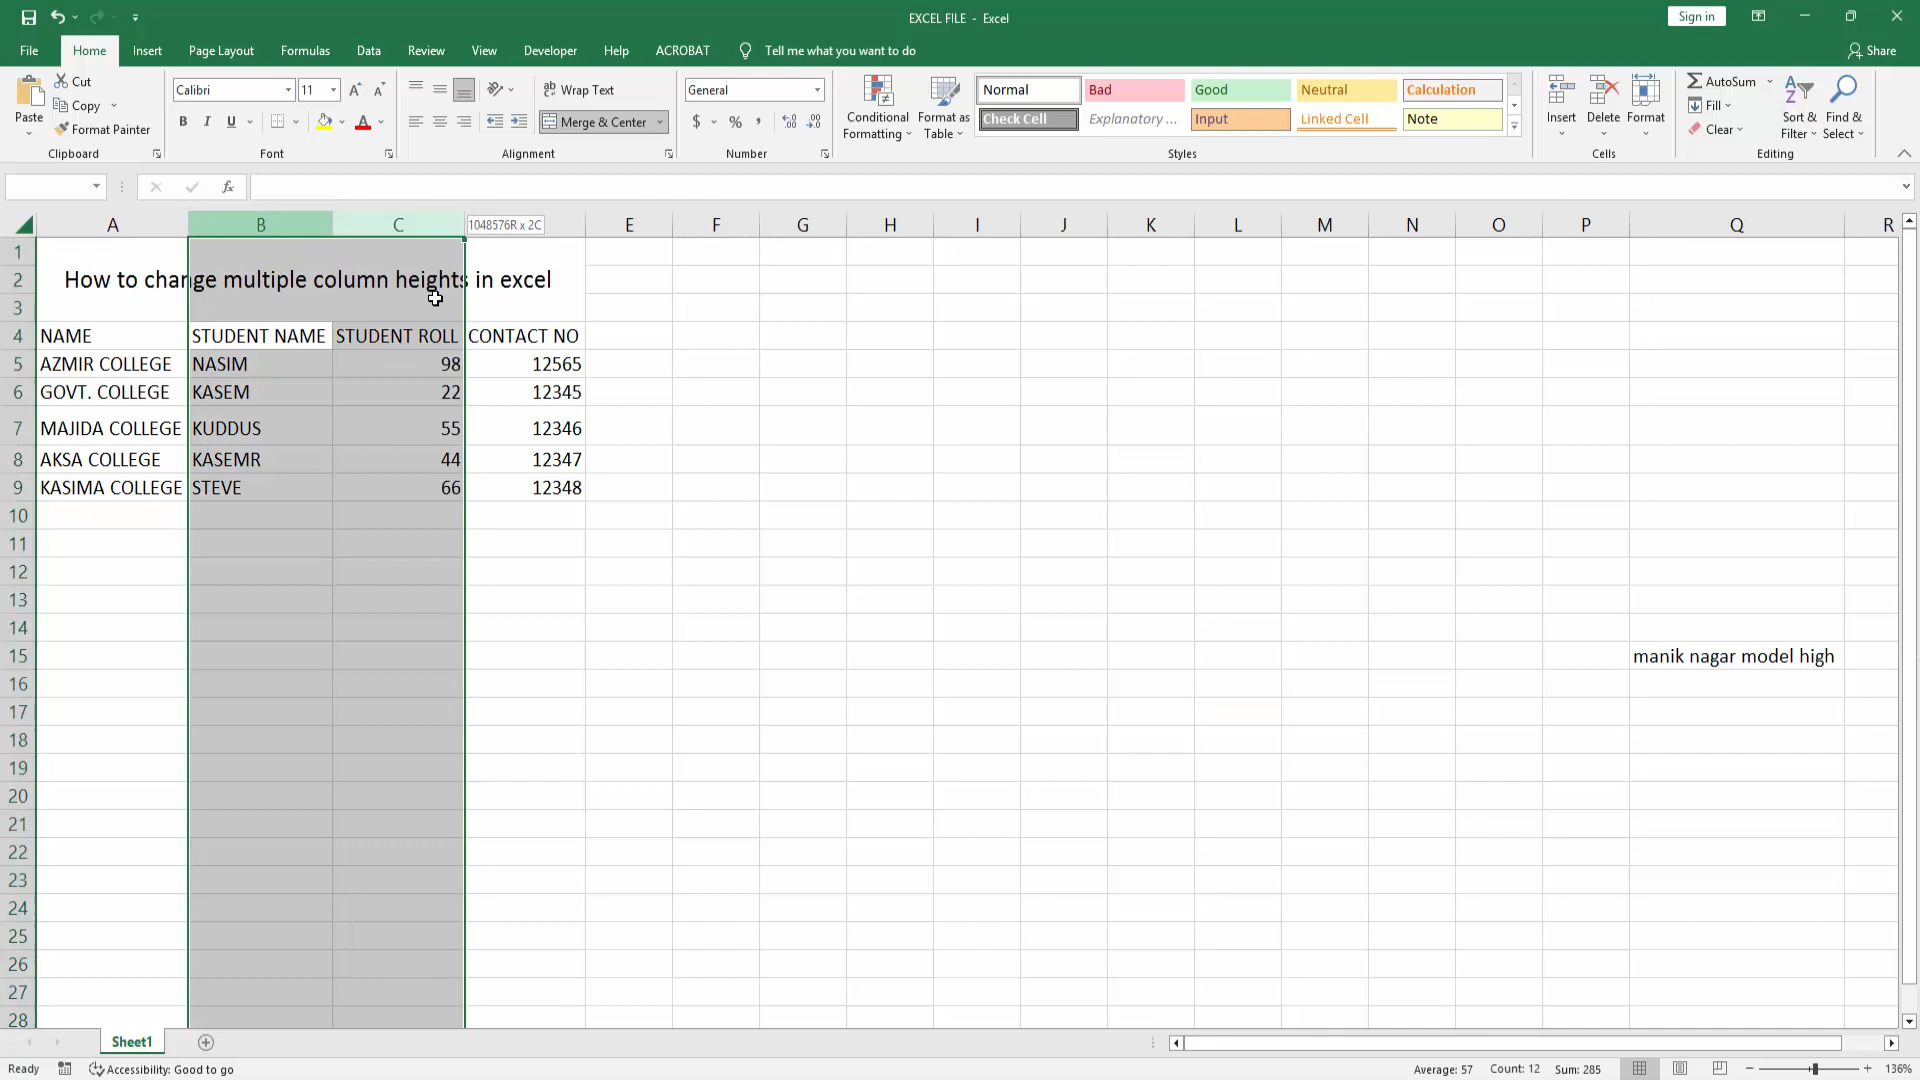 EXCEL FILE - Excel
Sign in
File Home Insert Page Layout Formulas Data Review View Developer Help ACROBAT Tell me what you want to do Share
Paste
Cut
Copy
Format Painter
Clipboard
Calibri 11
B I U
Font
Wrap Text
Merge & Center
Alignment
General
$ % ,
Number
Conditional Formatting
Format as Table
Normal Bad Good Neutral Calculation
Check Cell Explanatory ... Input Linked Cell Note
Styles
Insert Delete Format
Cells
AutoSum
Fill
Clear
Sort & Filter
Find & Select
Editing
fx
A B C 1048576R x 2C E F G H I J K L M N O P Q R
1
2 How to change multiple column heights in excel
3
4 NAME STUDENT NAME STUDENT ROLL CONTACT NO
5 AZMIR COLLEGE NASIM 98 12565
6 GOVT. COLLEGE KASEM 22 12345
7 MAJIDA COLLEGE KUDDUS 55 12346
8 AKSA COLLEGE KASEMR 44 12347
9 KASIMA COLLEGE STEVE 66 12348
10
11
12
13
14
15 manik nagar model high
16
17
18
19
20
21
22
23
24
25
26
27
28
Sheet1
Ready Accessibility: Good to go Average: 57 Count: 12 Sum: 285 136%